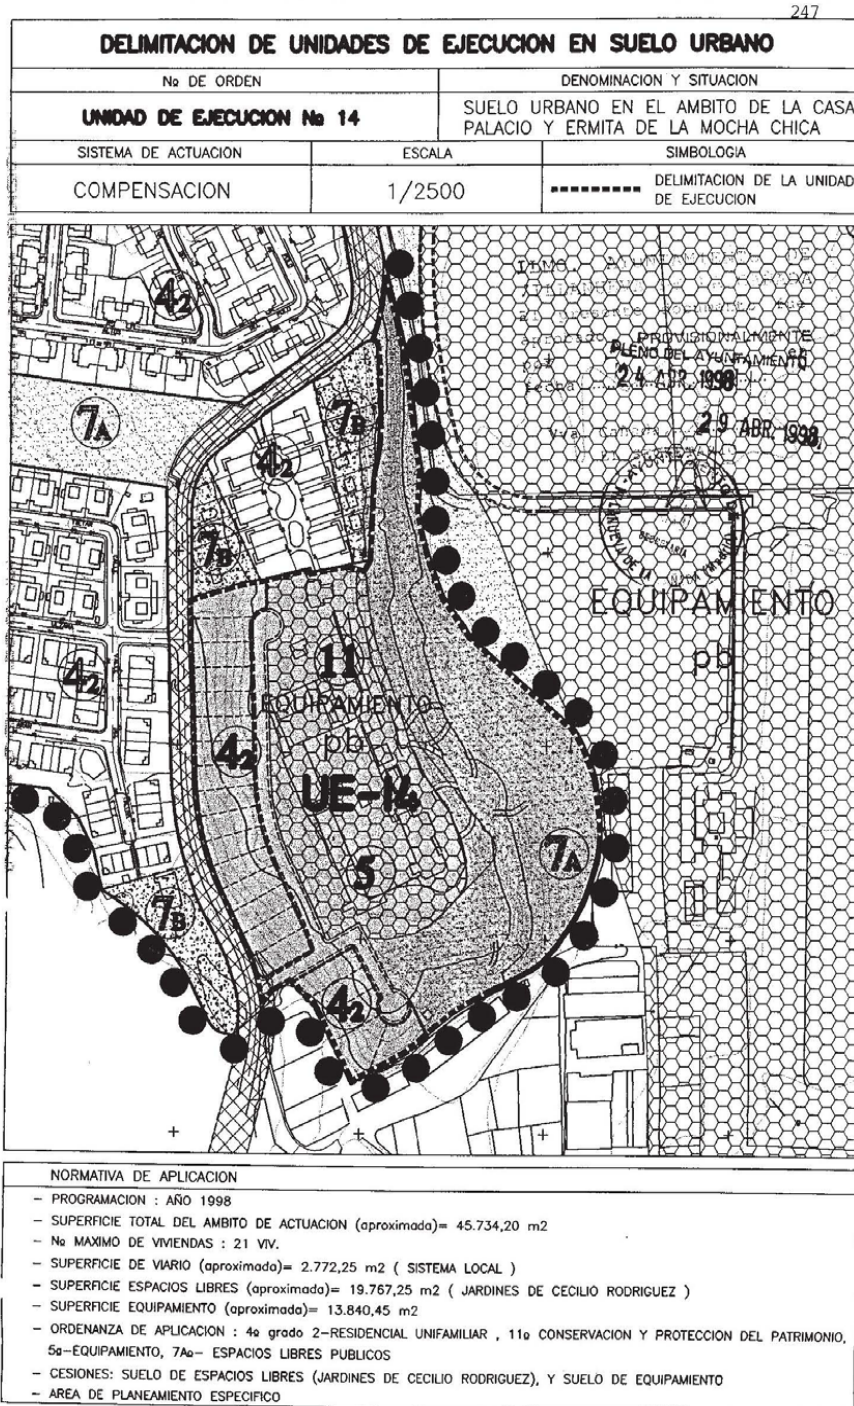 247
DELIMITACION DE UNIDADES DE EJECUCION EN SUELO URBANO
Nº DE ORDEN
DENOMINACION Y SITUACION
UNIDAD DE EJECUCION Nº 14
SUELO URBANO EN EL AMBITO DE LA CASA
PALACIO Y ERMITA DE LA MOCHA CHICA
SISTEMA DE ACTUACION
ESCALA
SIMBOLOGIA
COMPENSACION
1/2500
DELIMITACION DE LA UNIDAD
DE EJECUCION
42
PROVISIONALMENTE
PLENO DEL AYUNTAMIENTO
24 ABR. 1998
29 ABR. 1998
7A
7B
42
7B
EQUIPAMIENTO
pb
11
EQUIPAMIENTO
pb
42
42
UE-14
5
7A
7B
42
NORMATIVA DE APLICACION
- PROGRAMACION : AÑO 1998
- SUPERFICIE TOTAL DEL AMBITO DE ACTUACION (aproximada)= 45.734,20 m2
- Nº MAXIMO DE VIVIENDAS : 21 VIV.
- SUPERFICIE DE VIARIO (aproximada)= 2.772,25 m2 ( SISTEMA LOCAL )
- SUPERFICIE ESPACIOS LIBRES (aproximada)= 19.767,25 m2 ( JARDINES DE CECILIO RODRIGUEZ )
- SUPERFICIE EQUIPAMIENTO (aproximada)= 13.840,45 m2
- ORDENANZA DE APLICACION : 4º grado 2-RESIDENCIAL UNIFAMILIAR , 11º CONSERVACION Y PROTECCION DEL PATRIMONIO,
5º-EQUIPAMIENTO, 7Aº- ESPACIOS LIBRES PUBLICOS
- CESIONES: SUELO DE ESPACIOS LIBRES (JARDINES DE CECILIO RODRIGUEZ), Y SUELO DE EQUIPAMIENTO
- AREA DE PLANEAMIENTO ESPECIFICO